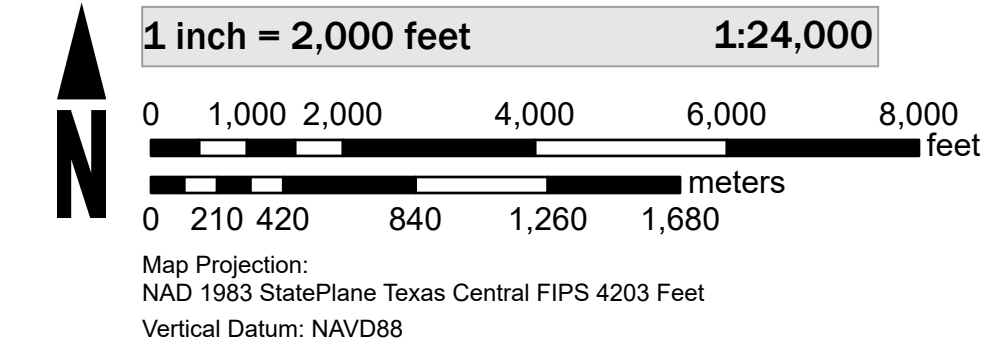 N
1 inch = 2,000 feet 1:24,000
0 1,000 2,000 4,000 6,000 8,000
feet
meters
0 210 420 840 1,260 1,680
Map Projection:
NAD 1983 StatePlane Texas Central FIPS 4203 Feet
Vertical Datum: NAVD88